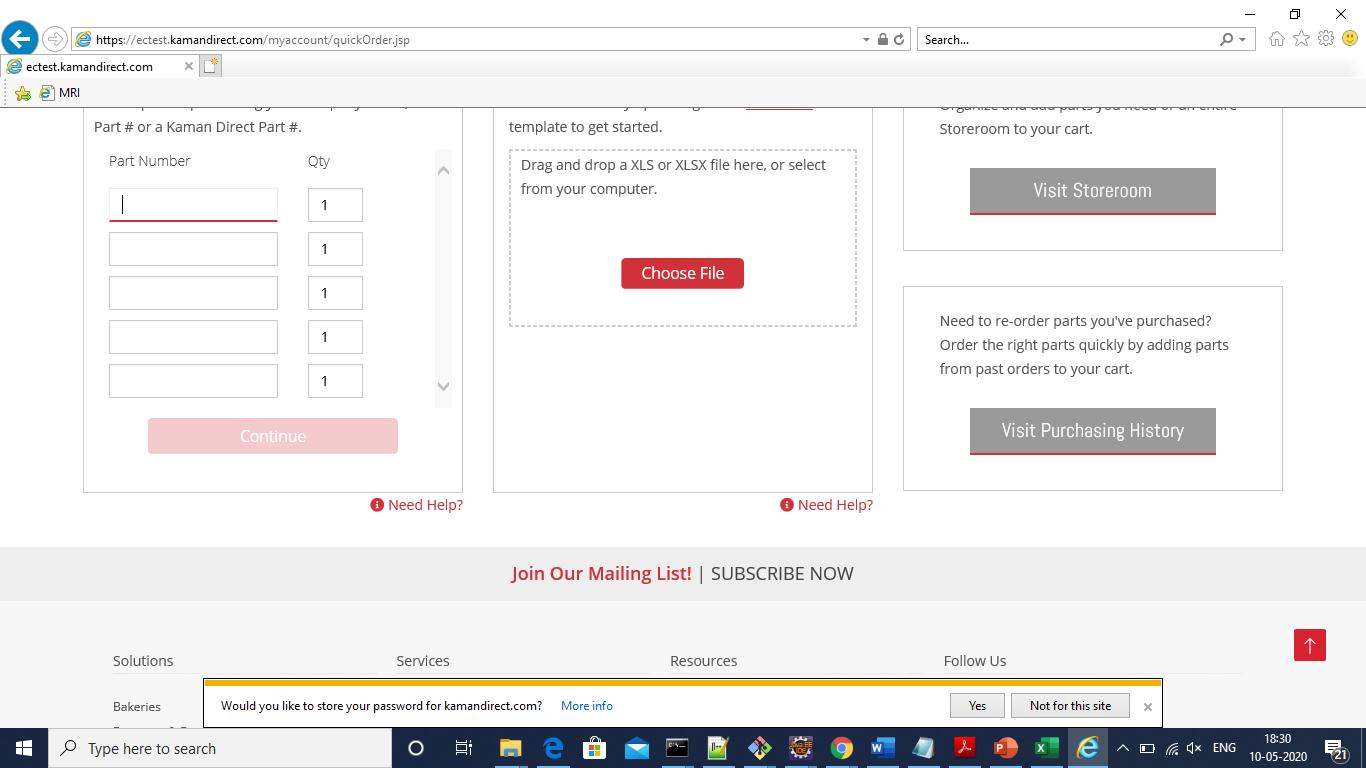 https://ectest.kamandirect.com/myaccount/quickOrder.jsp
Search...
ectest.kamandirect.com
MRI
Part # or a Kaman Direct Part #.
Part Number
Qty
1
1
1
1
1
Continue
Need Help?
template to get started.
Drag and drop a XLS or XLSX file here, or select
from your computer.
Choose File
Need Help?
Organize and add parts you need or an entire
Storeroom to your cart.
Visit Storeroom
Need to re-order parts you've purchased?
Order the right parts quickly by adding parts
from past orders to your cart.
Visit Purchasing History
Join Our Mailing List! | SUBSCRIBE NOW
Solutions
Services
Resources
Follow Us
Bakeries
Would you like to store your password for kamandirect.com?
More info
Yes
Not for this site
Type here to search
ENG
18:30
10-05-2020
21